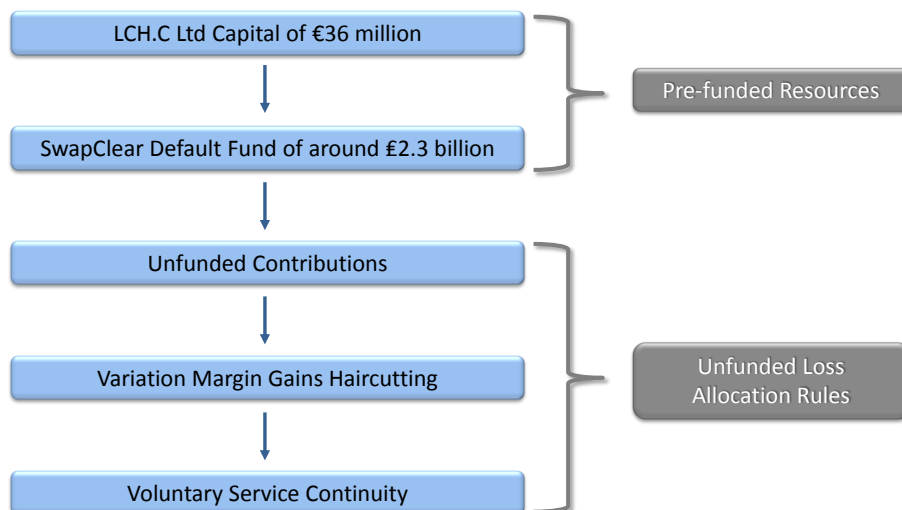 LCH.C Ltd Capital of €36 million
Pre-funded Resources
SwapClear Default Fund of around £2.3 billion
Unfunded Contributions
Variation Margin Gains Haircutting
Unfunded Loss
Allocation Rules
Voluntary Service Continuity